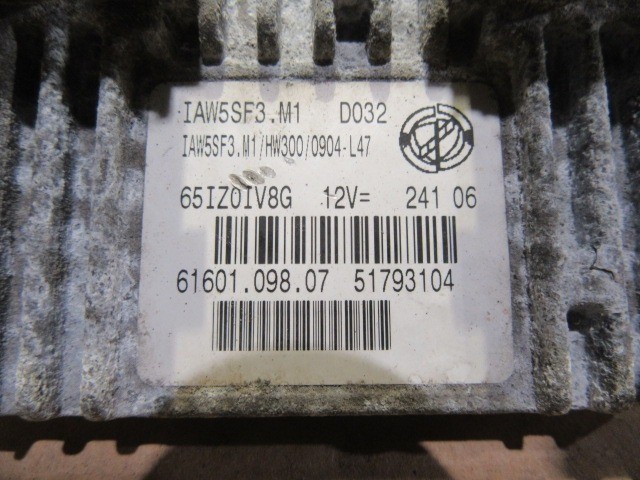 IAW5SF3.M1 D032
IAW5SF3.M1/HW300/0904-L47
65IZ0IV8G 12V= 241 06
61601.098.07 51793104